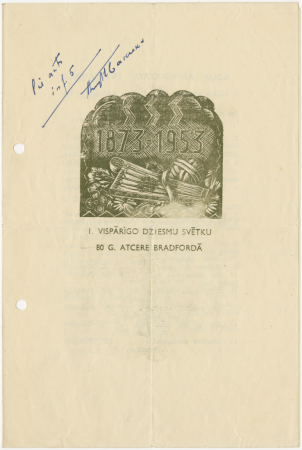 1873-1953
I. VISPĀRĪGO DZIESMU SVĒTKU
80 G. ATCERE BRADFORDĀ